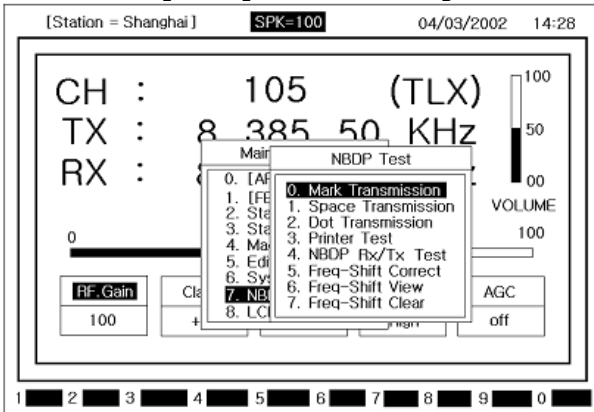 [Station = Shanghai] SPK=100 04/03/2002 14:28
CH : 105 (TLX)
TX : 8 385 50 KHz
RX :
100
50
00
VOLUME
0 100
Main
0. [AF
1. [FE
2. Sta
3. Sta
4. Ma
5. Edi
6. Sys
7. NB
8. LC
NBDP Test
0. Mark Transmission
1. Space Transmission
2. Dot Transmission
3. Printer Test
4. NBDP Rx/Tx Test
5. Freq-Shift Correct
6. Freq-Shift View
7. Freq-Shift Clear
RF.Gain Cla AGC
100 + off
1 2 3 4 5 6 7 8 9 0